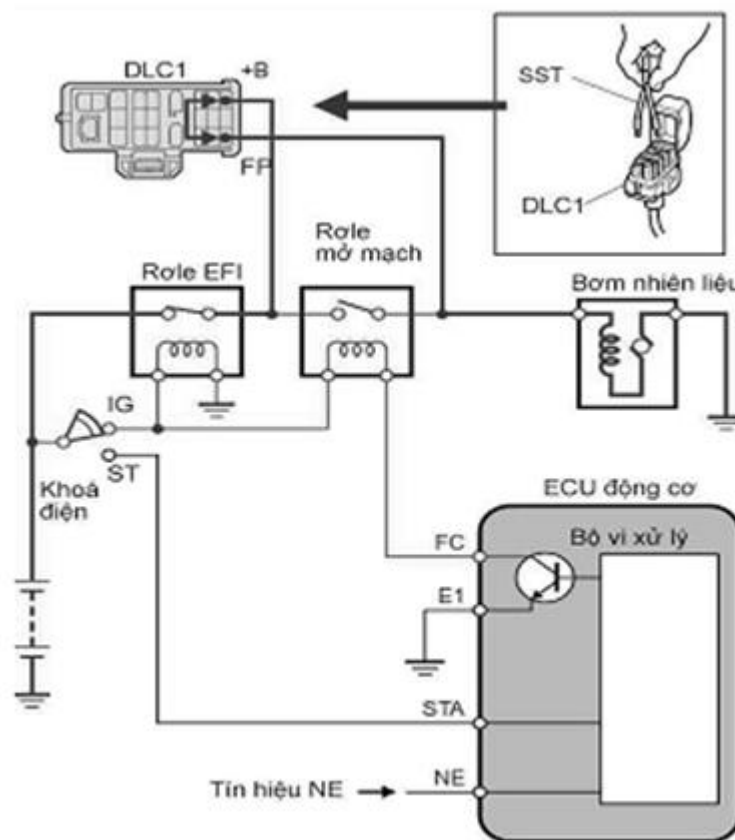 DLC1
+B
FP
SST
DLC1
Rơle EFI
Rơle
mở mạch
Bơm nhiên liệu
IG
ST
Khoá
điện
ECU động cơ
Bộ vi xử lý
FC
E1
STA
NE
Tín hiệu NE